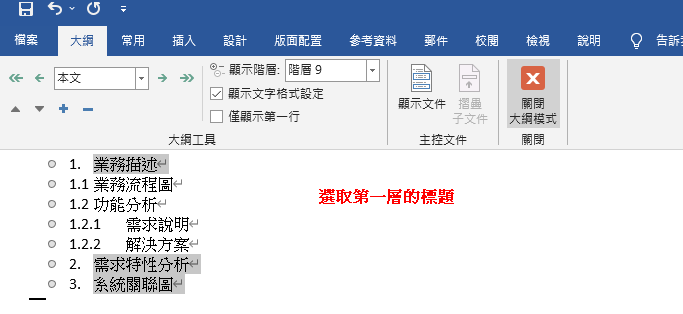 檔案 大綱 常用 插入 設計 版面配置 參考資料 郵件 校閱 檢視 說明 告訴
本文 顯示階層: 階層 9
顯示文字格式設定
僅顯示第一行
大綱工具
顯示文件 摺疊子文件
主控文件
關閉大綱模式
關閉
1. 業務描述
1.1 業務流程圖
1.2 功能分析
1.2.1 需求說明
1.2.2 解決方案
2. 需求特性分析
3. 系統關聯圖
選取第一層的標題